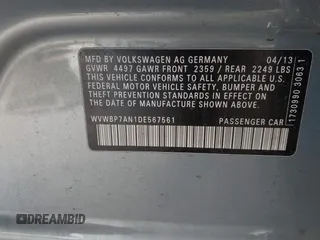 MFD BY VOLKSWAGEN AG GERMANY 04/13
GVWR 4497 GAWR FRONT 2359 / REAR 2249 LBS
THIS VEHICLE CONFORMS TO ALL APPLICABLE U.S.
FEDERAL MOTOR VEHICLE SAFETY, BUMPER, AND
THEFT PREVENTION STANDARDS IN EFFECT ON THE
DATE OF MANUFACTURE SHOWN ABOVE.
WVWBP7AN1DE567561 PASSENGER CAR
1730990 3063 1
DREAMBID